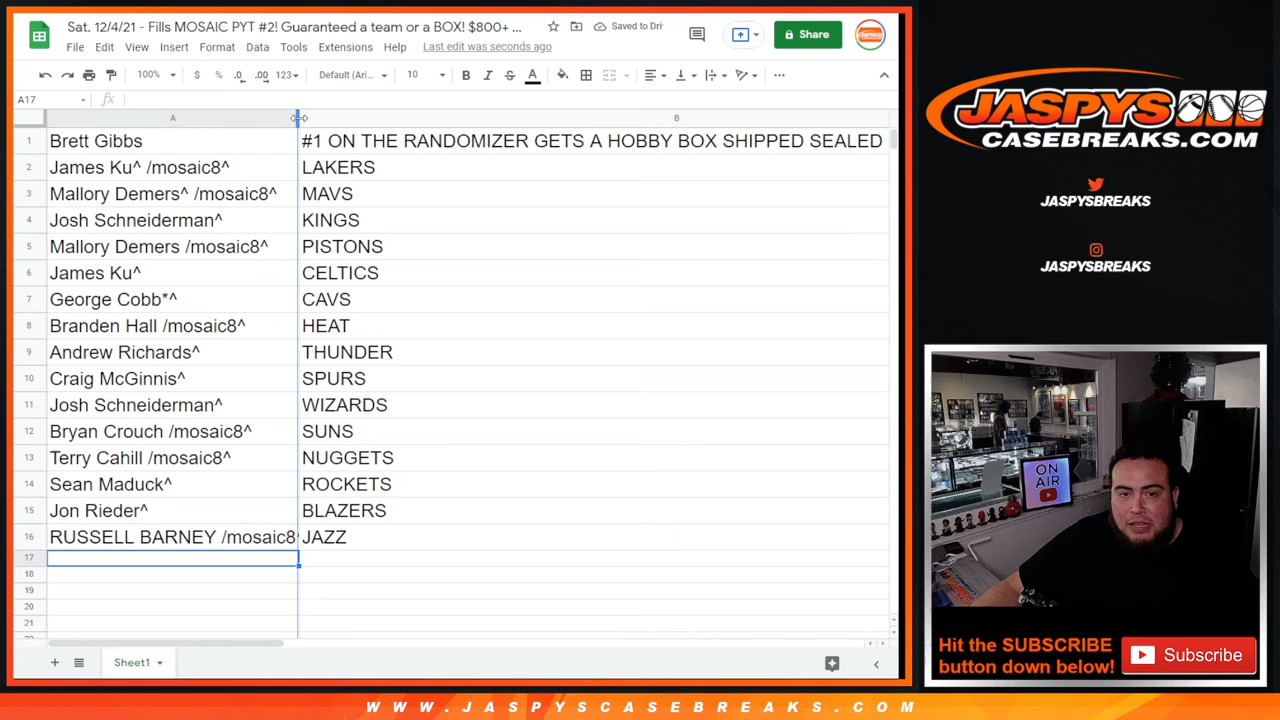 Sat. 12/4/21 - Fills MOSAIC PYT #2! Guaranteed a team or a BOX! $800+ ...
Saved to Dri
Share
File Edit View Insert Format Data Tools Extensions Help Last edit was seconds ago
100% $ % .0 .00 123 Default (Ari... 10 B I S A
A17 fx
A B
1 Brett Gibbs #1 ON THE RANDOMIZER GETS A HOBBY BOX SHIPPED SEALED
2 James Ku^ /mosaic8^ LAKERS
3 Mallory Demers^ /mosaic8^ MAVS
4 Josh Schneiderman^ KINGS
5 Mallory Demers /mosaic8^ PISTONS
6 James Ku^ CELTICS
7 George Cobb*^ CAVS
8 Branden Hall /mosaic8^ HEAT
9 Andrew Richards^ THUNDER
10 Craig McGinnis^ SPURS
11 Josh Schneiderman^ WIZARDS
12 Bryan Crouch /mosaic8^ SUNS
13 Terry Cahill /mosaic8^ NUGGETS
14 Sean Maduck^ ROCKETS
15 Jon Rieder^ BLAZERS
16 RUSSELL BARNEY /mosaic8 JAZZ
17
18
19
20
21
Sheet1
JASPYS
CASEBREAKS.COM
JASPYSBREAKS
JASPYSBREAKS
ON
AIR
Hit the SUBSCRIBE
button down below!
Subscribe
WWW.JASPYSCASEBREAKS.COM